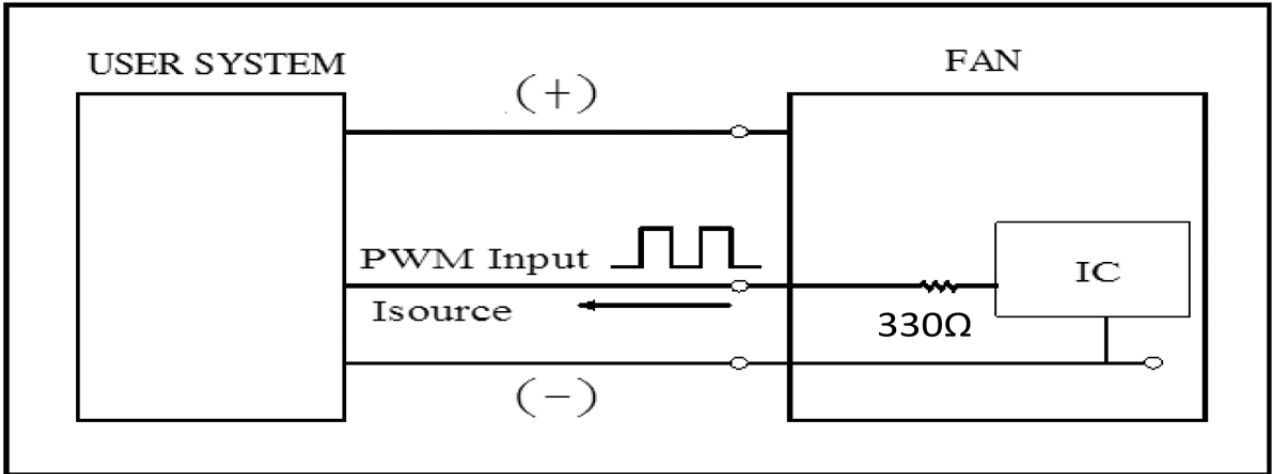 USER SYSTEM
FAN
(+)
PWM Input
IC
Isource
330Ω
(-)